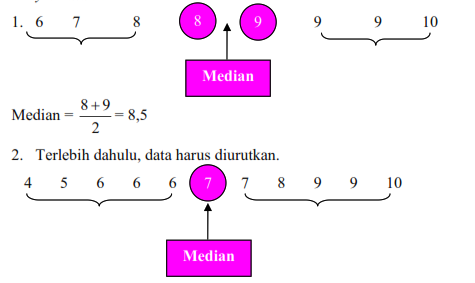 1. 6 7 8 8 9 9 9 10
Median
Median = \frac{8+9}{2} = 8,5
2. Terlebih dahulu, data harus diurutkan.
4 5 6 6 6 7 7 8 9 9 10
Median